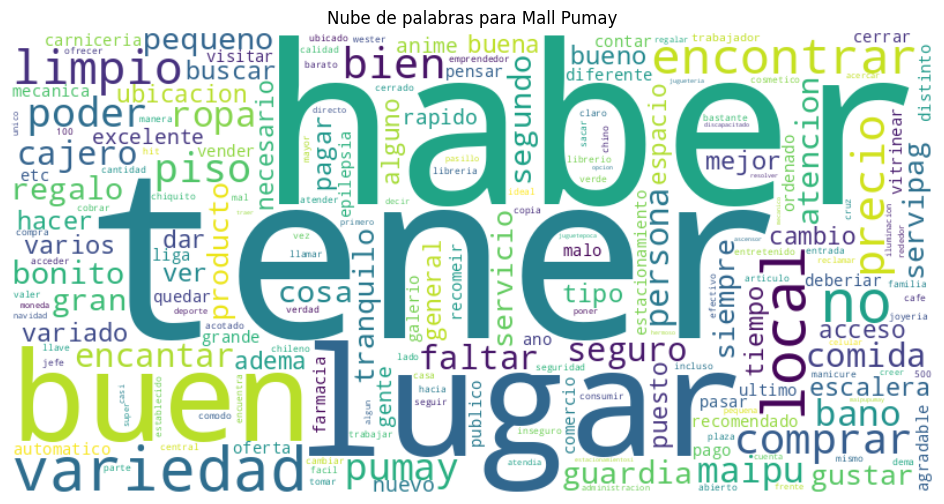 Nube de palabras para Mall Pumay
haber
tener
buen
lugar
local
variedad
limpio
encontrar
bien
poder
precio
no
comprar
piso
ropa
cajero
pequeno
buscar
ubicacion
carniceria
visitar
mecanica
excelente
vender
necesario
regalo
etc
hacer
producto
varios
dar
bonito
liga
ver
gran
quedar
variado
grande
encantar
adema
tranquilo
farmacia
gente
automatico
oferta
nuevo
pumay
faltar
seguro
guardia
maipu
gustar
bano
escalera
comida
acceso
cambio
servipag
atencion
persona
espacio
mejor
bueno
diferente
contar
trabajador
cerrar
distinto
vitrinear
ordenado
segundo
rapido
pensar
anime
buena
alguno
pagar
epilepsia
cosa
servicio
general
galerio
recomeir
tipo
malo
siempre
tiempo
deberiar
estacionamiento
puesto
comercio
publico
ultimo
pasar
recomendado
pago
agradable
ano
ubicado
wester
emprendedor
regalar
ofrecer
calidad
barato
cerrado
jugueteria
cosmetico
acercar
directo
claro
chino
sacar
bastante
discapacitado
resolver
opcion
librerio
libreria
verde
pasillo
hit
ideal
mayor
unico
100
manera
cantidad
chiquito
mal
cobrar
atender
decir
traer
primero
copia
juguetepoca
compra
acceder
valer
moneda
navidad
deporte
vez
llamar
verdad
poner
acotado
llave
jefe
chileno
lado
casa
hacia
seguridad
incluso
seguir
algun
consumir
trabajar
inseguro
atendia
super
casi
establecido
comodo
encuentra
central
cambiar
facil
tomar
parte
administracion
plaza
abierto
cuenta
frente
mismo
dema
pequena
manicure
creer
500
celular
familia
cafe
joyeria
articulo
efectivo
reclamar
entretenido
entrada
ascensor
cruz
iluminacion
rededor